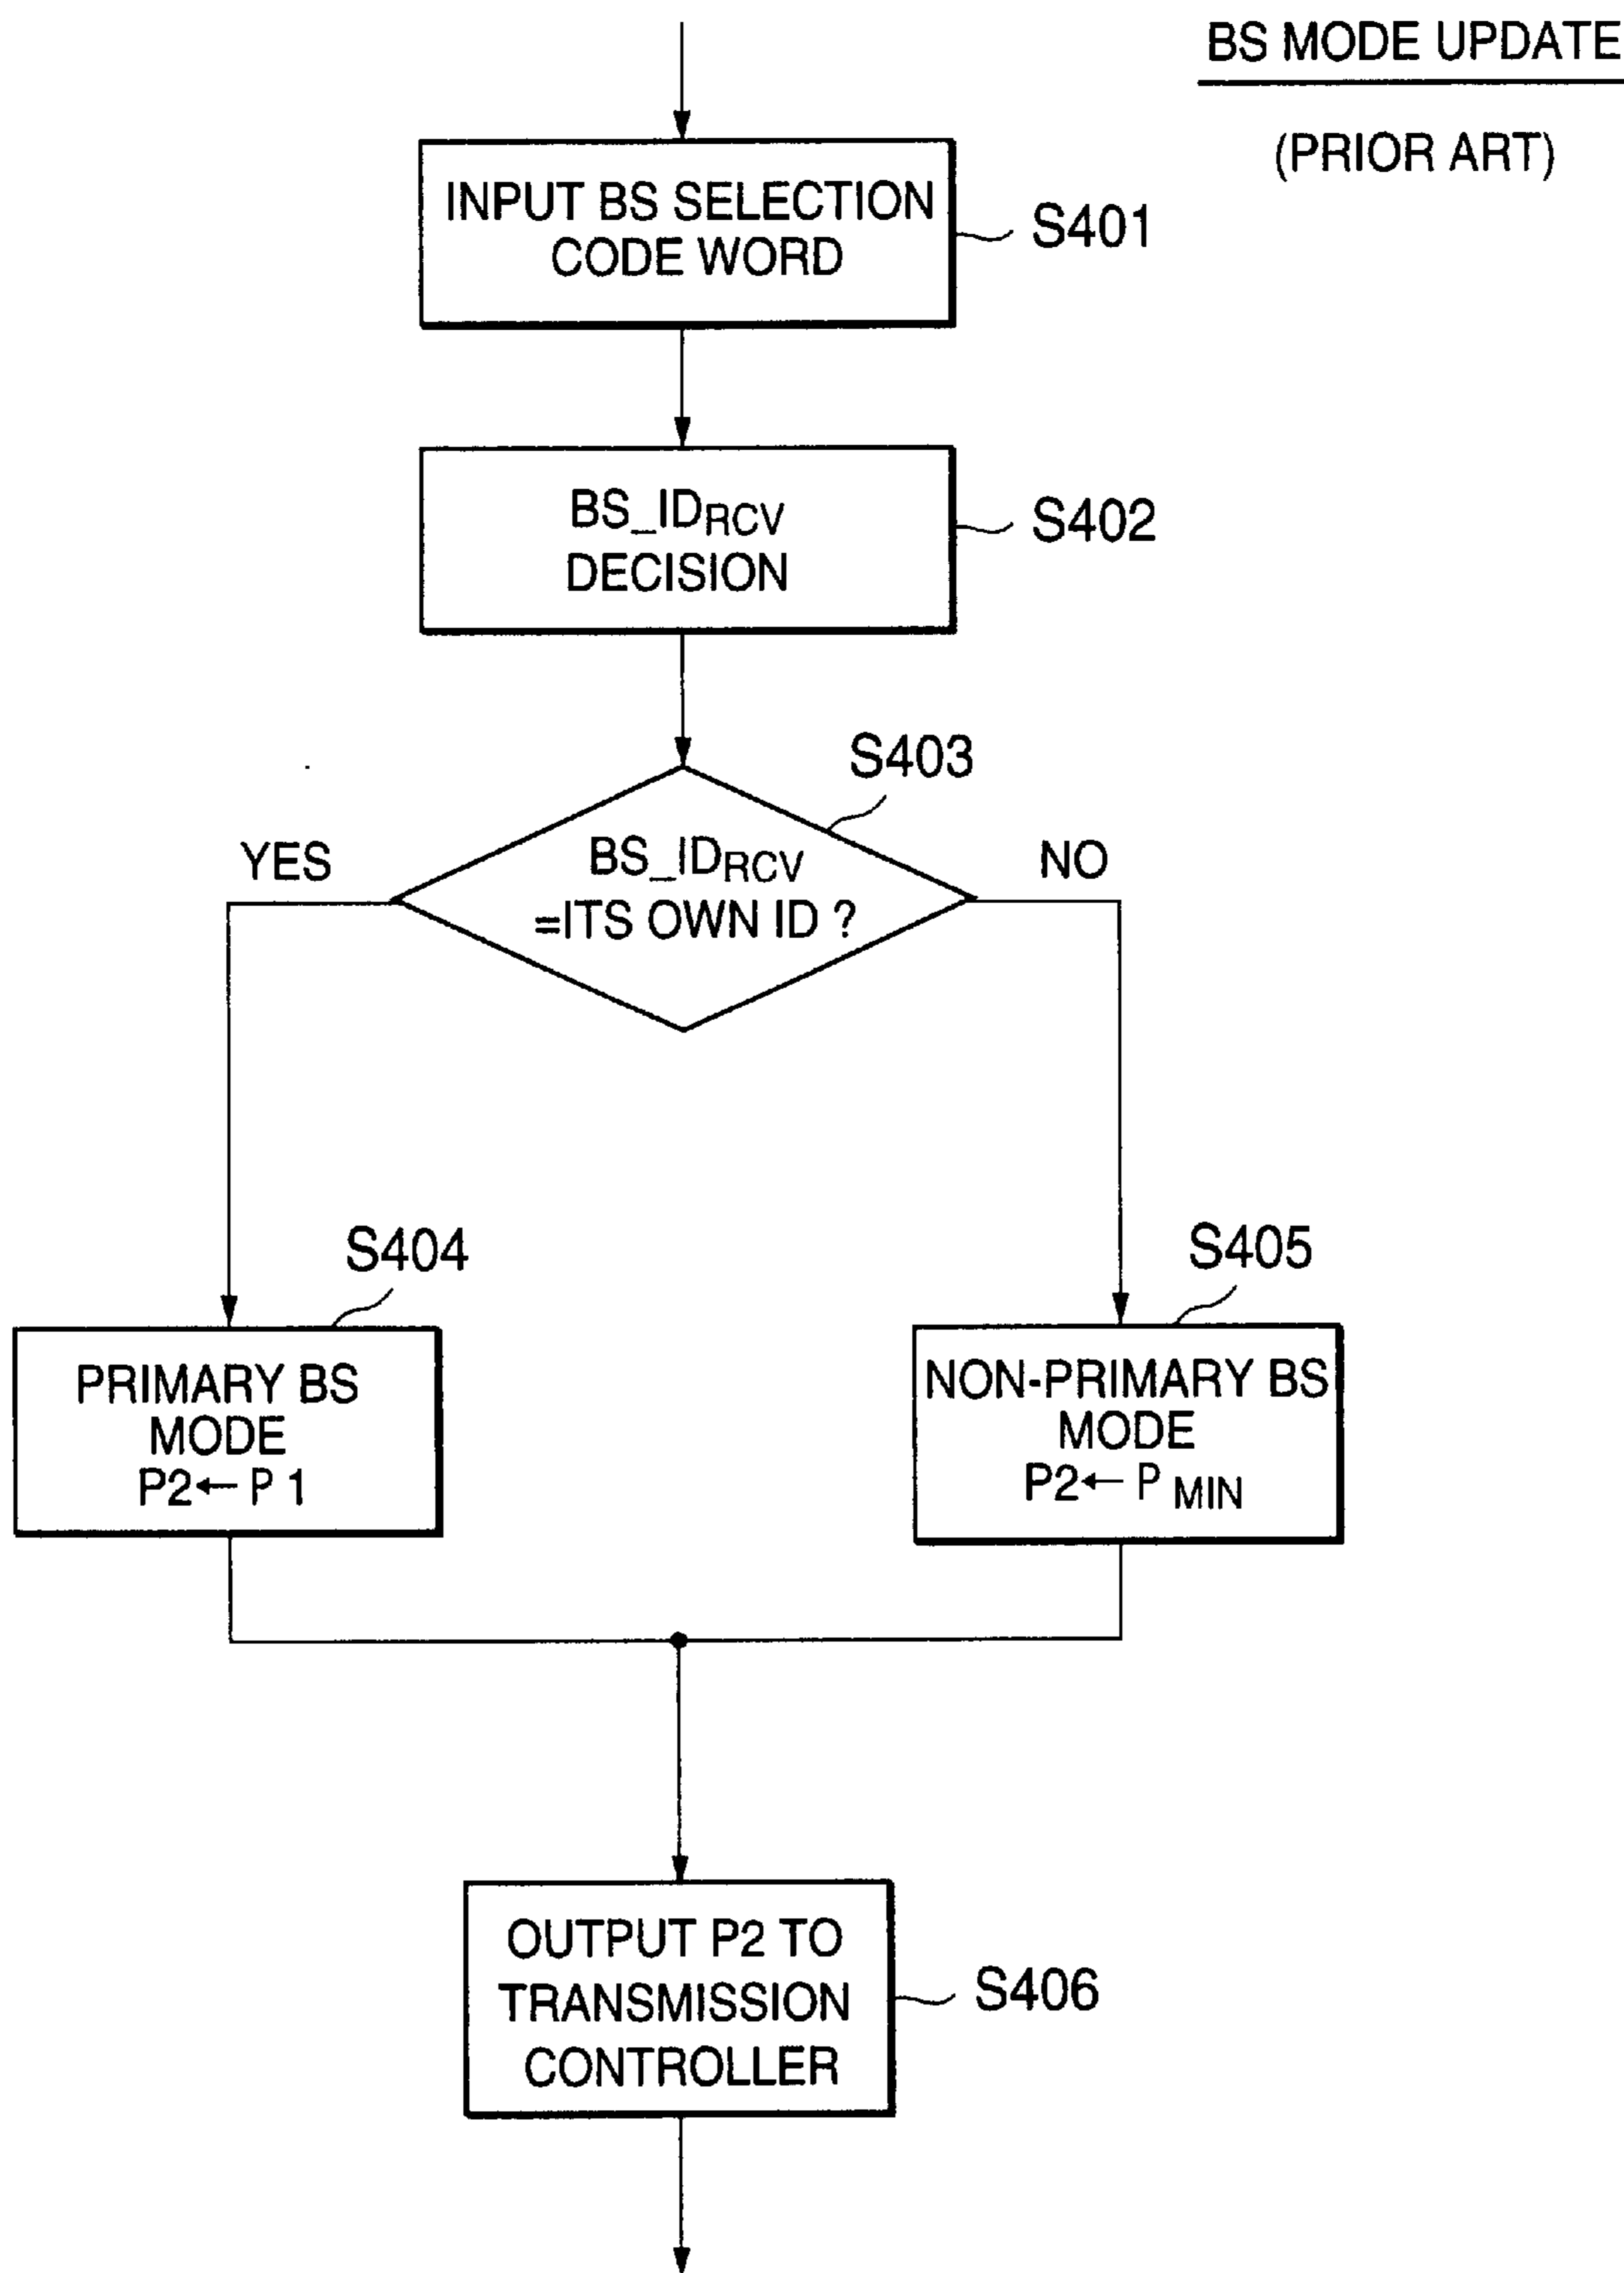 BS MODE UPDATE
(PRIOR ART)
INPUT BS SELECTION
CODE WORD
S401
BS_IDRCV
DECISION
S402
S403
YES
BS_IDRCV
=ITS OWN ID ?
NO
S404
S405
PRIMARY BS
MODE
P2←P 1
NON-PRIMARY BS
MODE
P2← P MIN
OUTPUT P2 TO
TRANSMISSION
CONTROLLER
S406